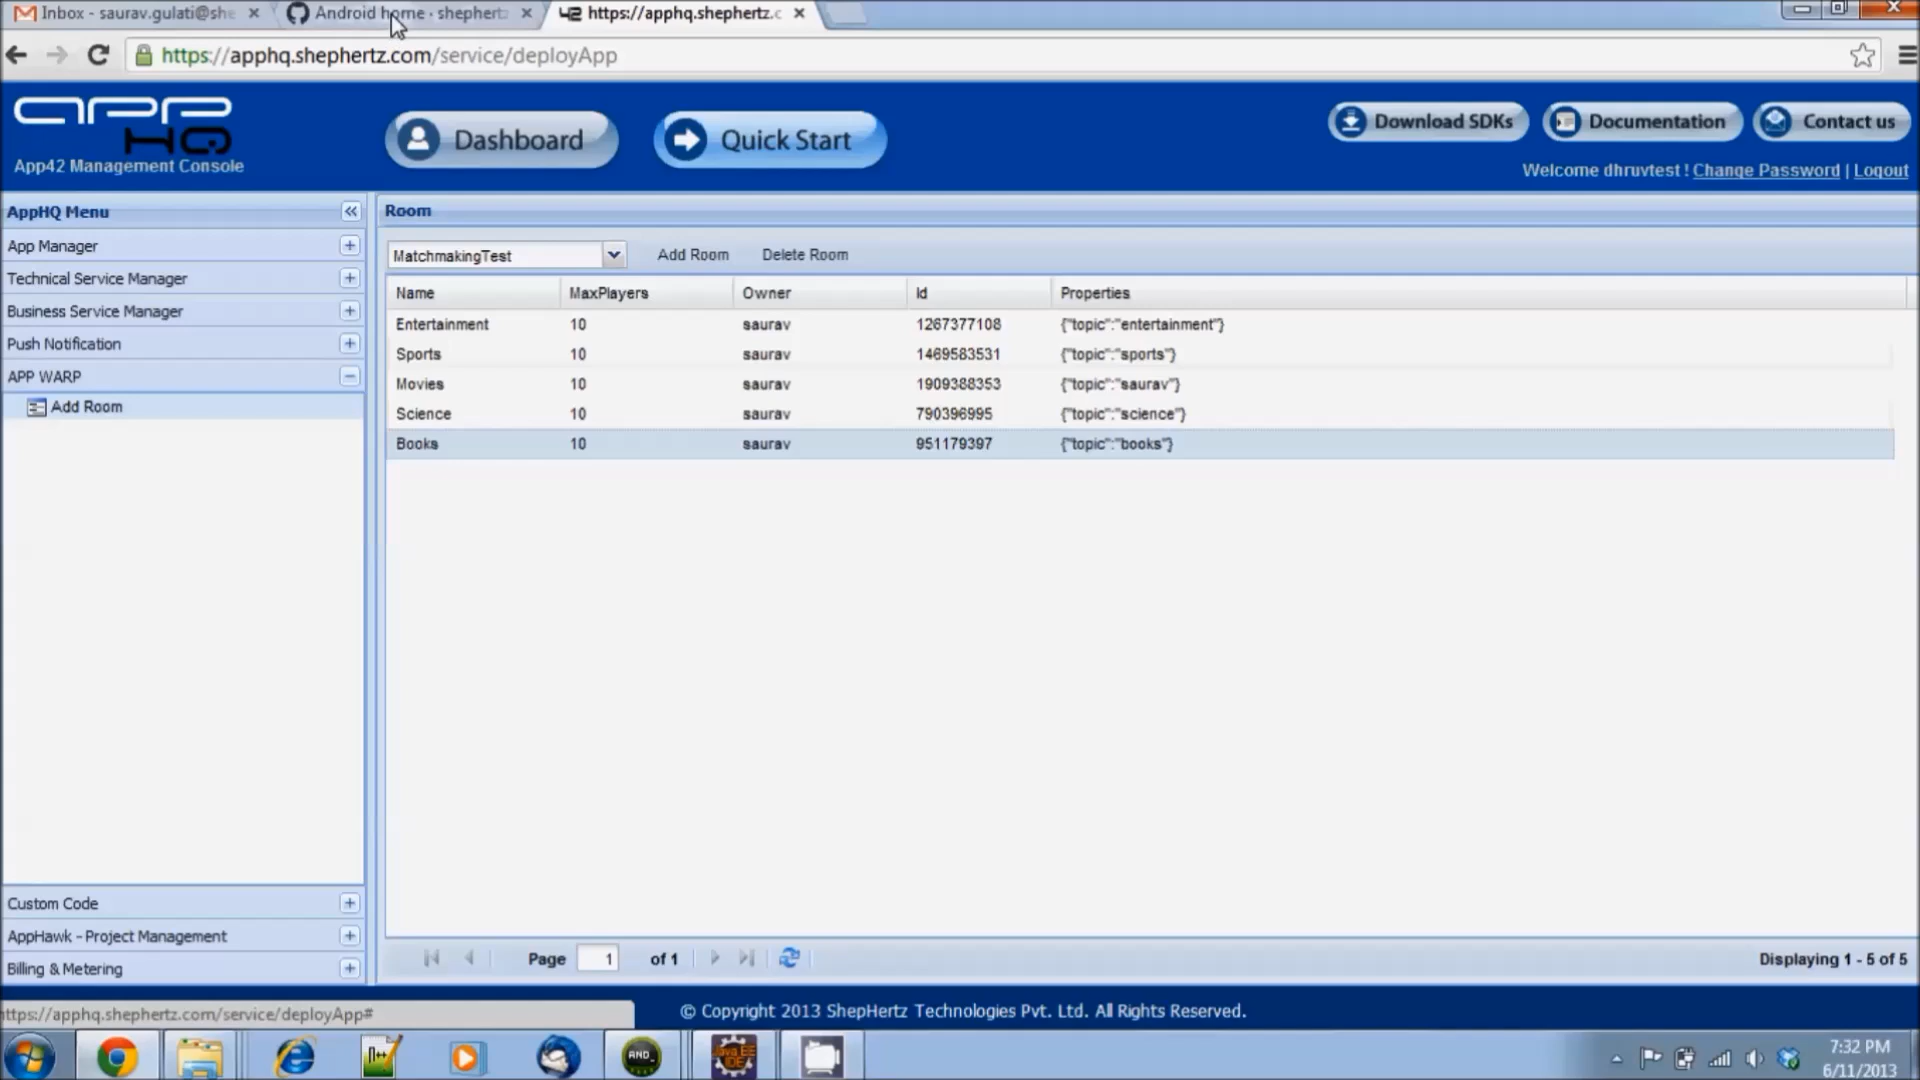 Inbox - saurav.gulati@she
Android home · shephertz
https://apphq.shephertz.c
https://apphq.shephertz.com/service/deployApp
APP HQ
App42 Management Console
Dashboard
Quick Start
Download SDKs
Documentation
Contact us
Welcome dhruvtest ! Change Password | Logout
AppHQ Menu
App Manager
Technical Service Manager
Business Service Manager
Push Notification
APP WARP
Add Room
Custom Code
AppHawk - Project Management
Billing & Metering
Room
MatchmakingTest Add Room Delete Room
Name MaxPlayers Owner Id Properties
Entertainment 10 saurav 1267377108 {"topic":"entertainment"}
Sports 10 saurav 1469583531 {"topic":"sports"}
Movies 10 saurav 1909388353 {"topic":"saurav"}
Science 10 saurav 790396995 {"topic":"science"}
Books 10 saurav 951179397 {"topic":"books"}
Page 1 of 1
Displaying 1 - 5 of 5
ttps://apphq.shephertz.com/service/deployApp#
© Copyright 2013 ShepHertz Technologies Pvt. Ltd. All Rights Reserved.
AND_
Java EE
IDE
7:32 PM
6/11/2013